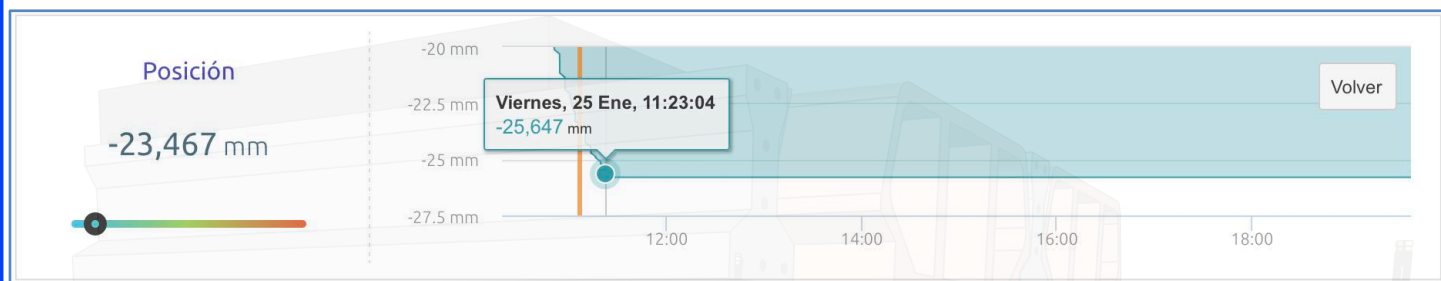 Posición
-23,467 mm
-20 mm
-22.5 mm
-25 mm
-27.5 mm
Viernes, 25 Ene, 11:23:04
-25,647 mm
Volver
12:00
14:00
16:00
18:00